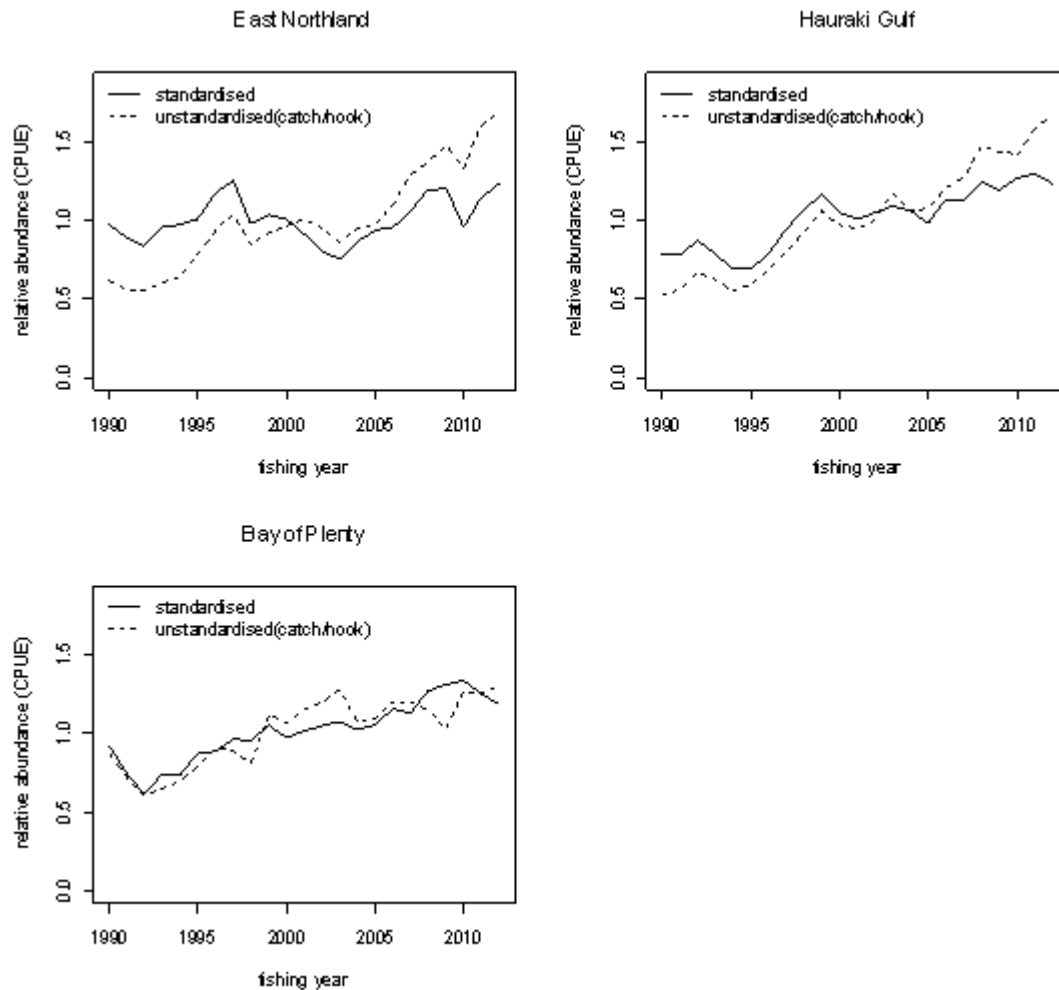 East Northland
standardised
unstandardised(catch/hook)
relative abundance (CPUE)
0.0 0.5 1.0 1.5
1990 1995 2000 2005 2010
fishing year
Hauraki Gulf
standardised
unstandardised(catch/hook)
relative abundance (CPUE)
0.0 0.5 1.0 1.5
1990 1995 2000 2005 2010
fishing year
Bay of Plenty
standardised
unstandardised(catch/hook)
relative abundance (CPUE)
0.0 0.5 1.0 1.5
1990 1995 2000 2005 2010
fishing year